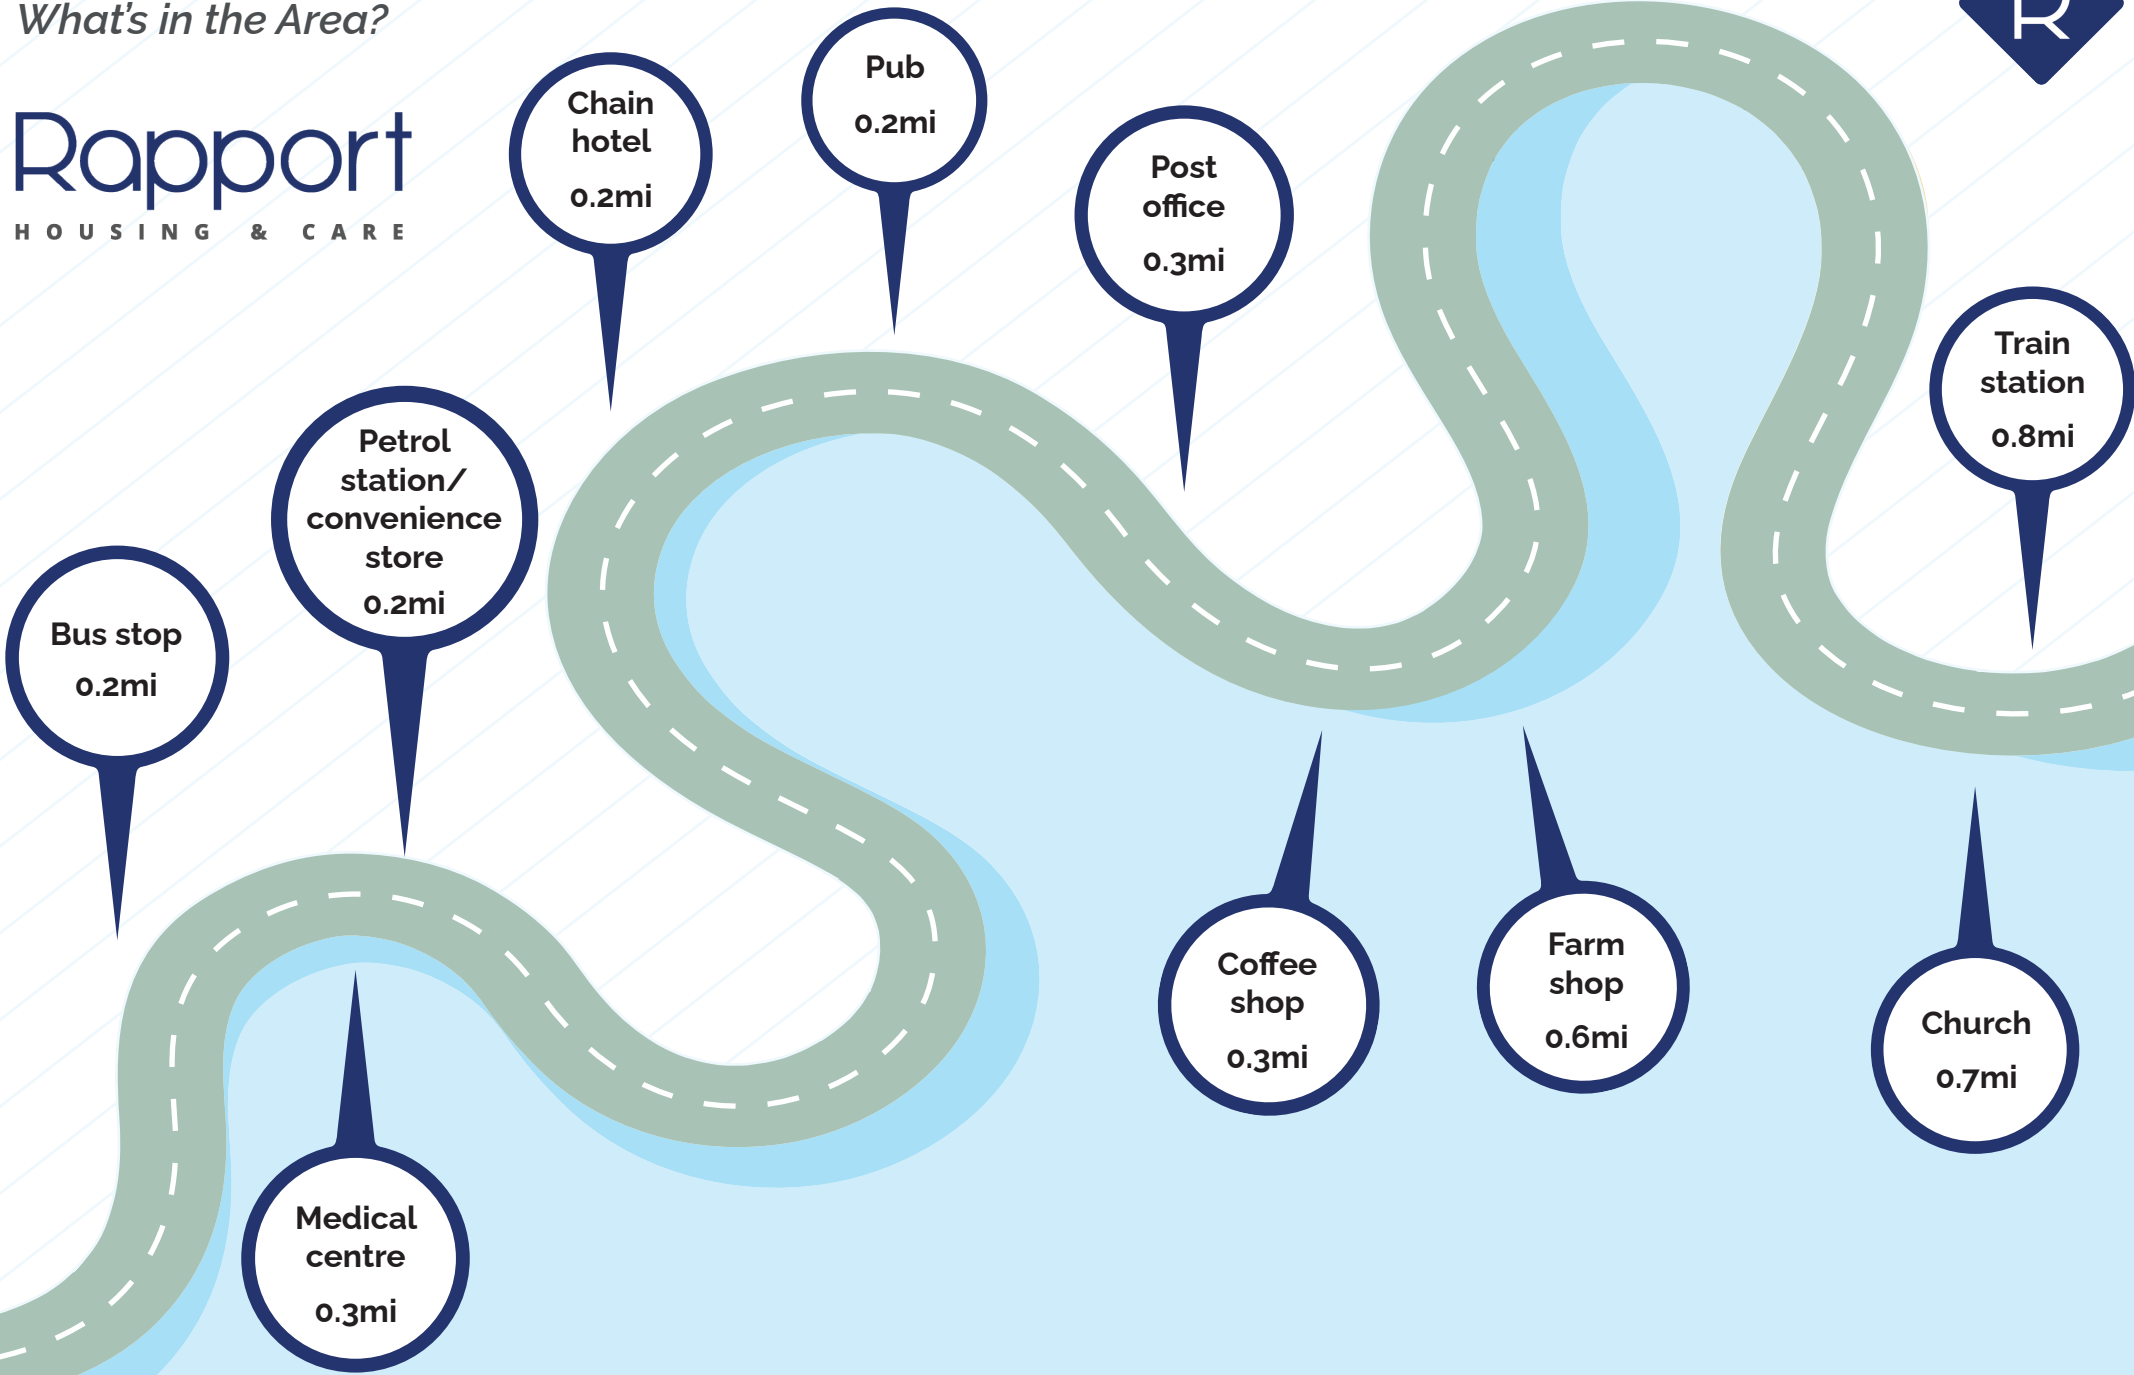 What's in the Area?
R
Rapport
HOUSING & CARE
Chain
hotel
0.2mi
Pub
0.2mi
Post
office
0.3mi
Train
station
0.8mi
Petrol
station/
convenience
store
0.2mi
Bus stop
0.2mi
Medical
centre
0.3mi
Coffee
shop
0.3mi
Farm
shop
0.6mi
Church
0.7mi